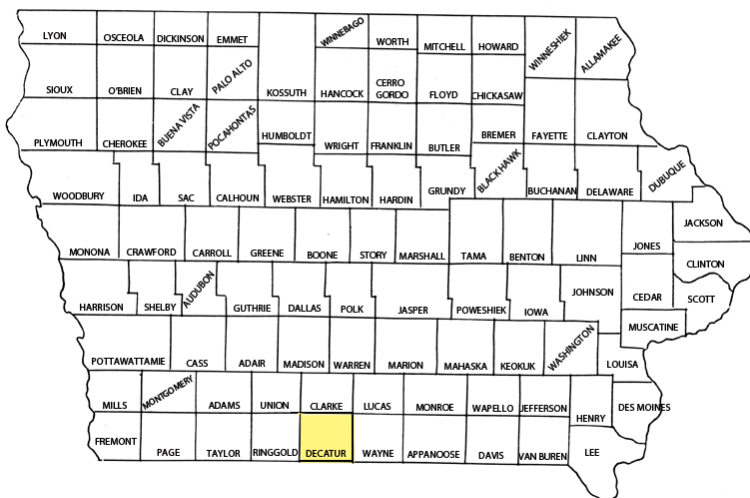 LYON OSCEOLA DICKINSON EMMET WINNEBAGO WORTH MITCHELL HOWARD WINNESHIEK ALLAMAKEE
SIOUX O'BRIEN CLAY PALO ALTO KOSSUTH HANCOCK CERRO GORDO FLOYD CHICKASAW
PLYMOUTH CHEROKEE BUENA VISTA POCAHONTAS HUMBOLDT WRIGHT FRANKLIN BUTLER BREMER FAYETTE CLAYTON
WOODBURY IDA SAC CALHOUN WEBSTER HAMILTON HARDIN GRUNDY BLACK HAWK BUCHANAN DELAWARE DUBUQUE
MONONA CRAWFORD CARROLL GREENE BOONE STORY MARSHALL TAMA BENTON LINN JONES JACKSON
CLINTON
HARRISON SHELBY AUDUBON GUTHRIE DALLAS POLK JASPER POWESHIEK IOWA JOHNSON CEDAR SCOTT
MUSCATINE
POTTAWATTAMIE CASS ADAIR MADISON WARREN MARION MAHASKA KEOKUK WASHINGTON LOUISA
MILLS MONTGOMERY ADAMS UNION CLARKE LUCAS MONROE WAPELLO JEFFERSON HENRY DES MOINES
FREMONT PAGE TAYLOR RINGGOLD DECATUR WAYNE APPANOOSE DAVIS VAN BUREN LEE